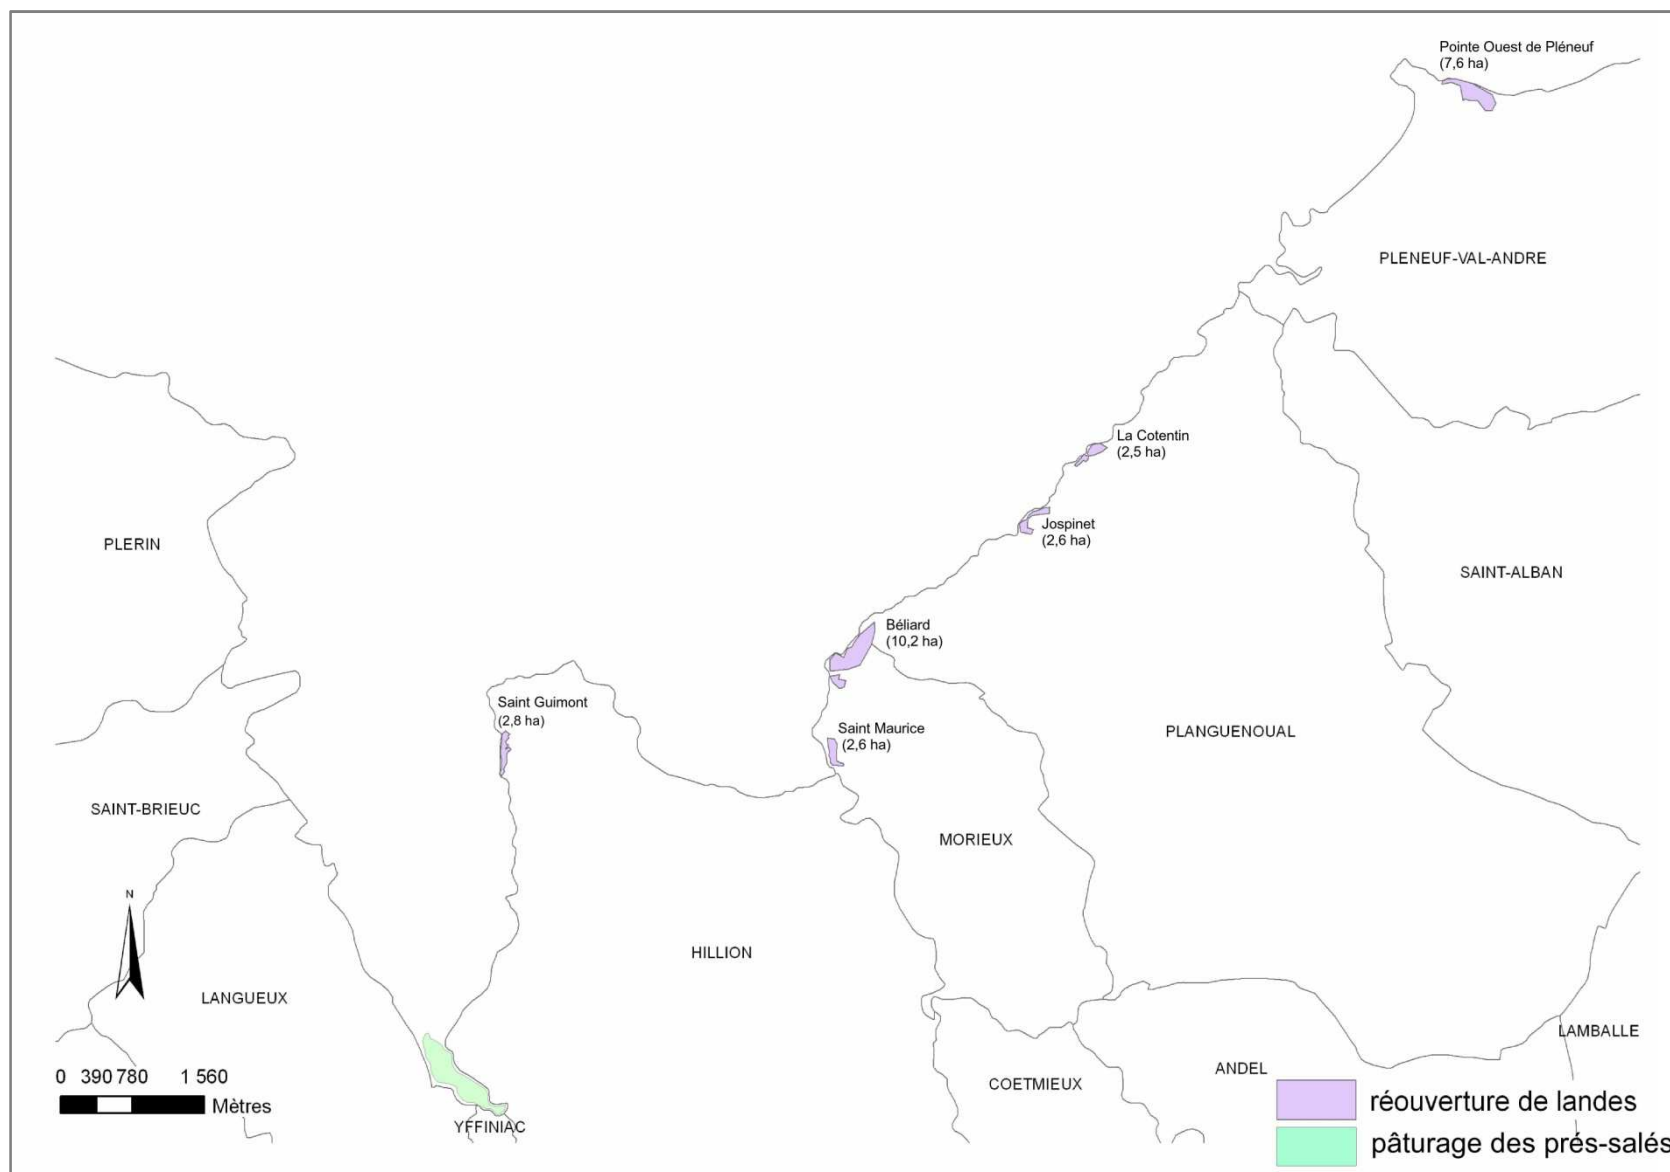 Pointe Ouest de Pléneuf
(7,6 ha)
PLENEUF-VAL-ANDRE
La Cotentin
(2,5 ha)
Jospinet
(2,6 ha)
PLERIN
SAINT-ALBAN
Béliard
(10,2 ha)
Saint Guimont
(2,8 ha)
Saint Maurice
(2,6 ha)
PLANGUENOUAL
SAINT-BRIEUC
MORIEUX
N
HILLION
LANGUEUX
LAMBALLE
ANDEL
COETMIEUX
0 390 780 1 560
Mètres
YFFINIAC
réouverture de landes
pâturage des prés-salés